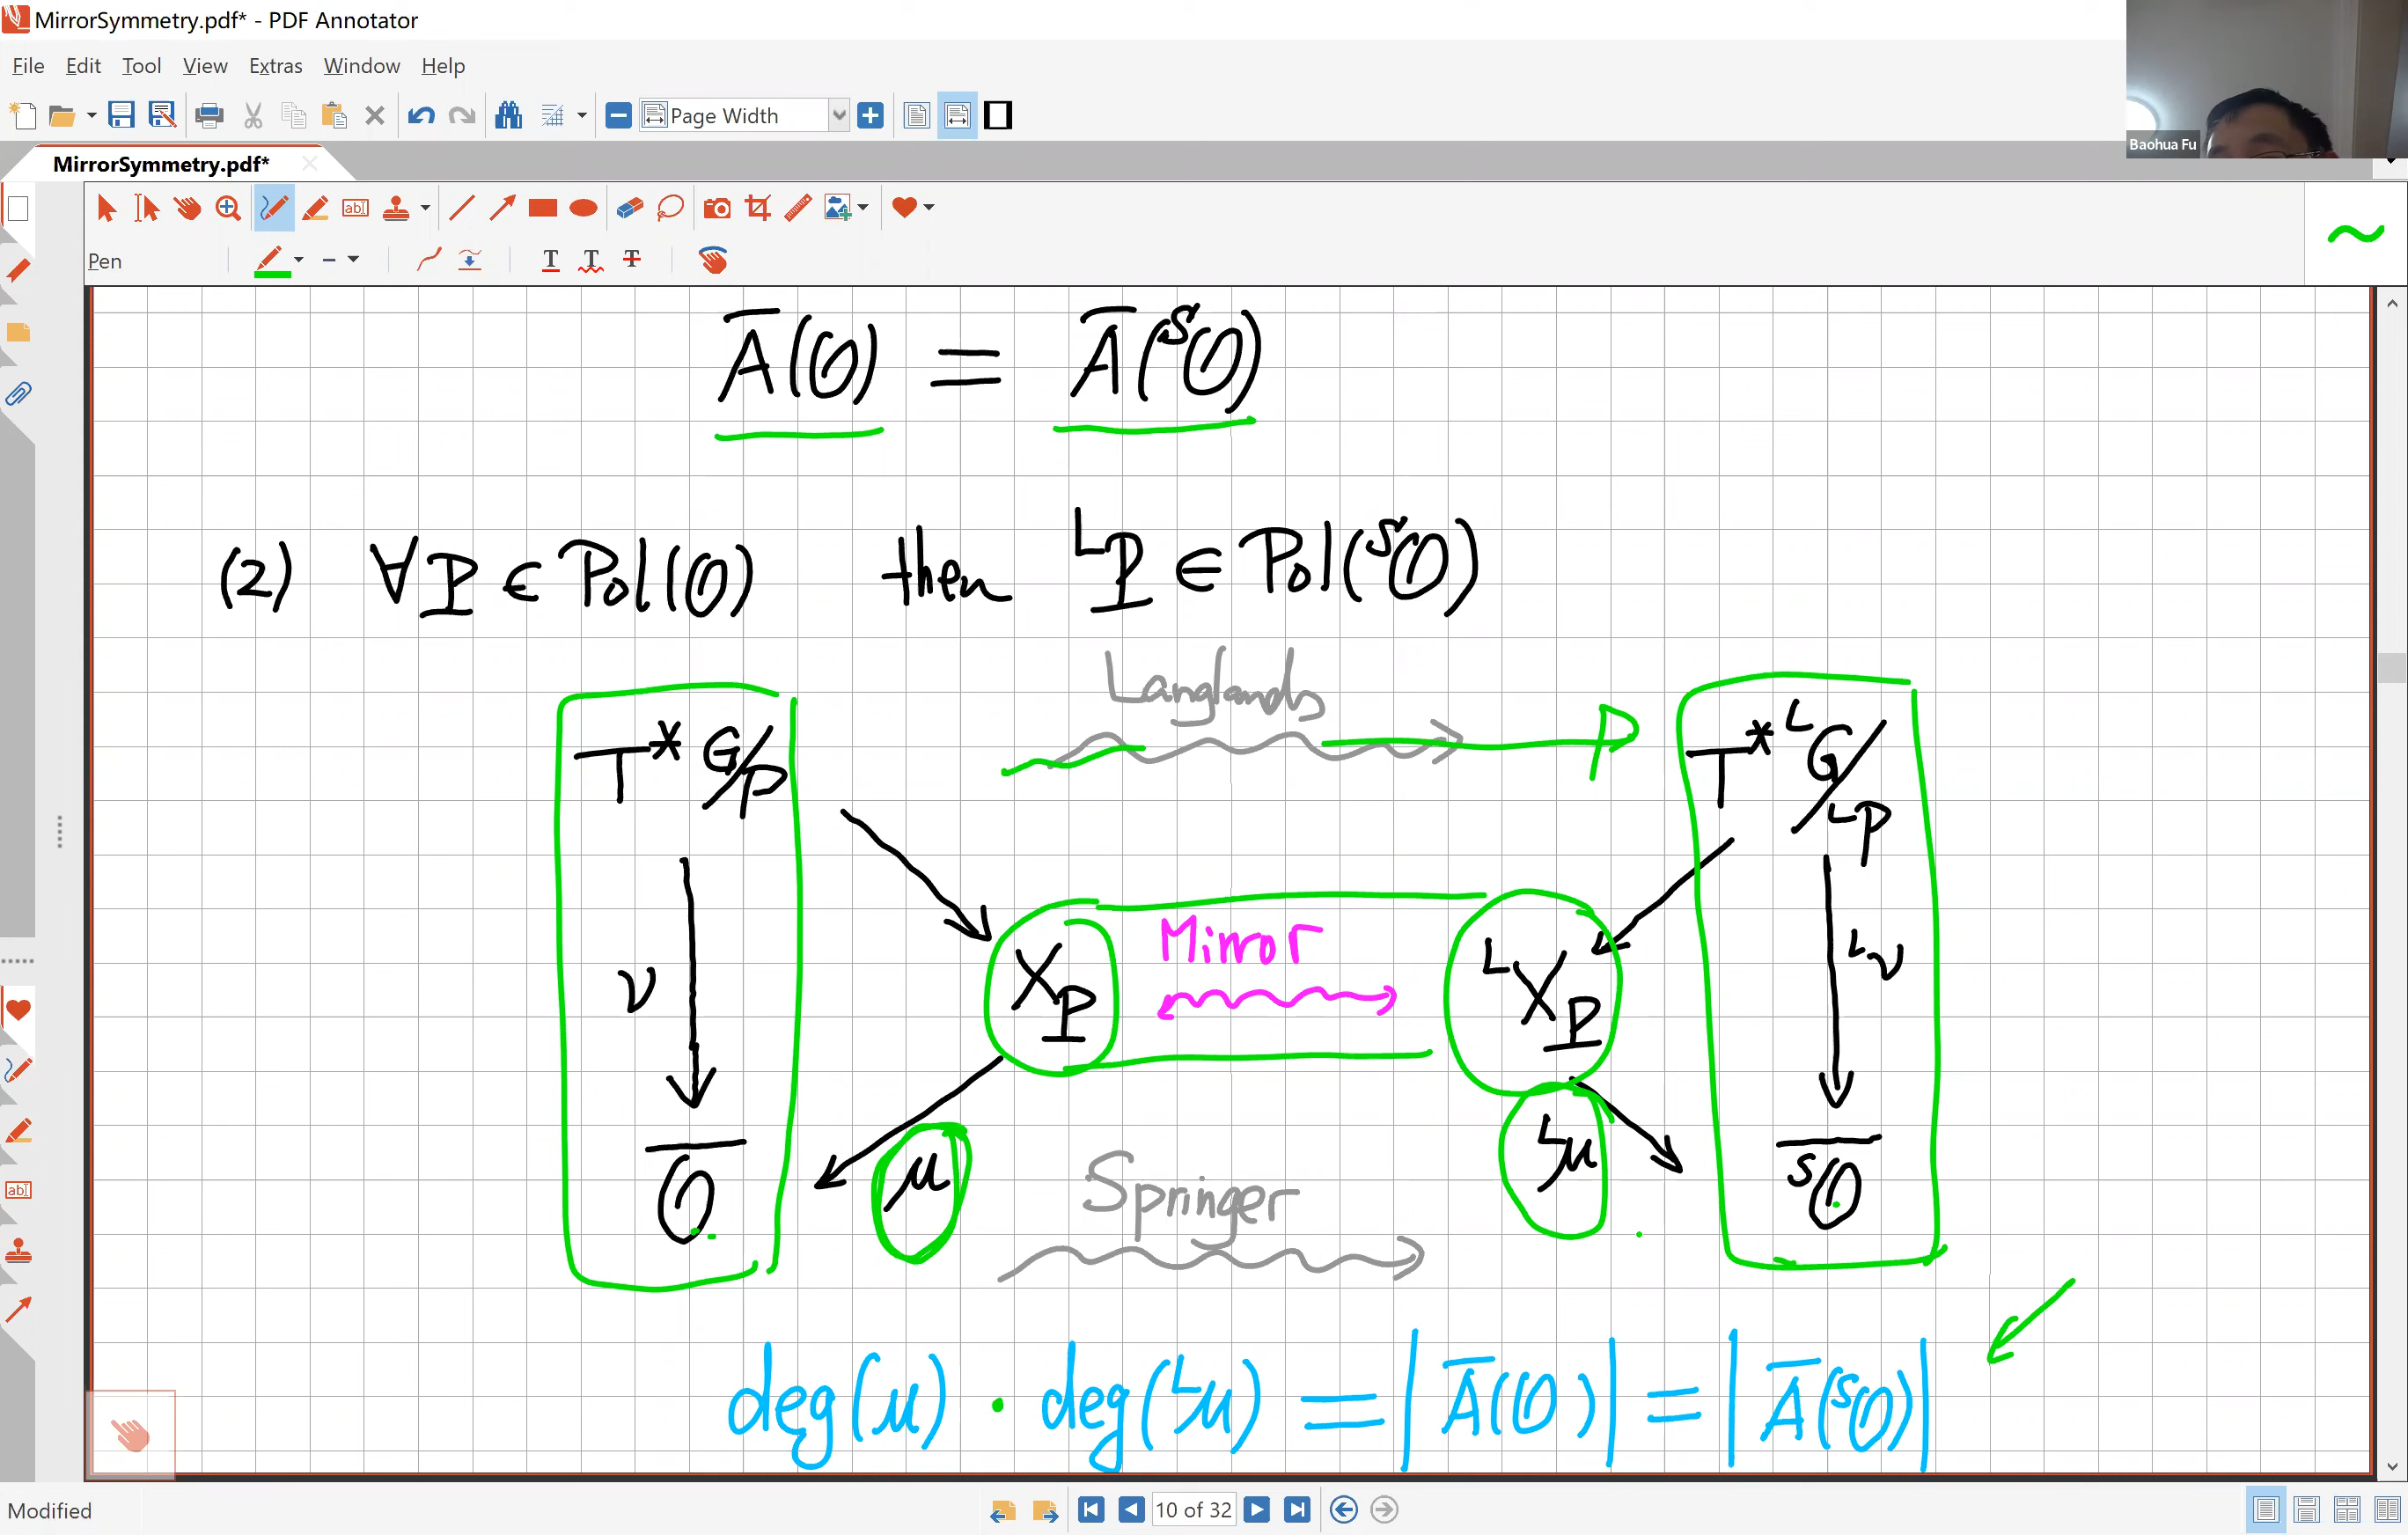 MirrorSymmetry.pdf* - PDF Annotator
File Edit Tool View Extras Window Help
Page Width
Baohua Fu
MirrorSymmetry.pdf*
Pen
A̅(O) = A̅(ˢO)
(2) ∀P ∈ Pol(O) then ᴸP ∈ Pol(ˢO)
Langlands
T* G/P T* ᴸG/ᴸP
Mirror
ν X_P ᴸX_P ᴸν
μ ᴸμ
O̅ Springer ˢO̅
deg(μ) · deg(ᴸμ) = |A̅(O)| = |A̅(ˢO)|
Modified 10 of 32